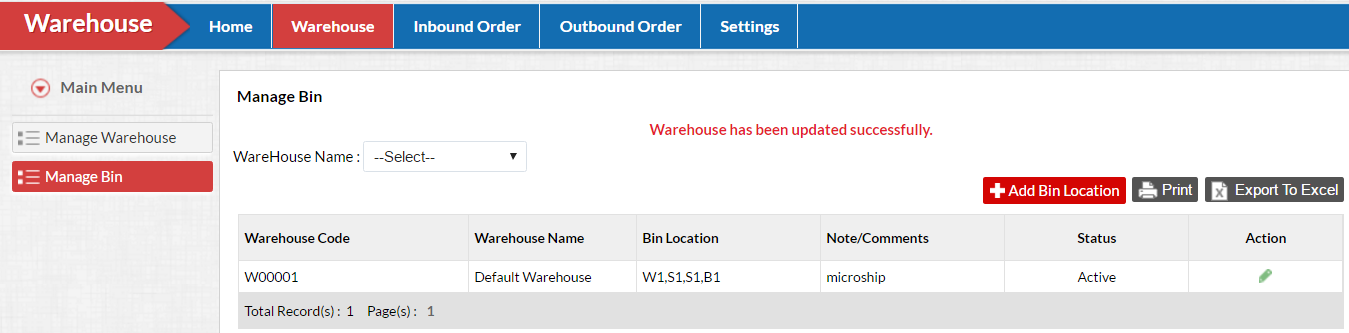 Warehouse Home Warehouse Inbound Order Outbound Order Settings
Main Menu
Manage Warehouse
Manage Bin
Manage Bin
Warehouse has been updated successfully.
WareHouse Name : --Select--
Add Bin Location Print Export To Excel
Warehouse Code Warehouse Name Bin Location Note/Comments Status Action
W00001 Default Warehouse W1,S1,S1,B1 microship Active
Total Record(s) : 1 Page(s) : 1